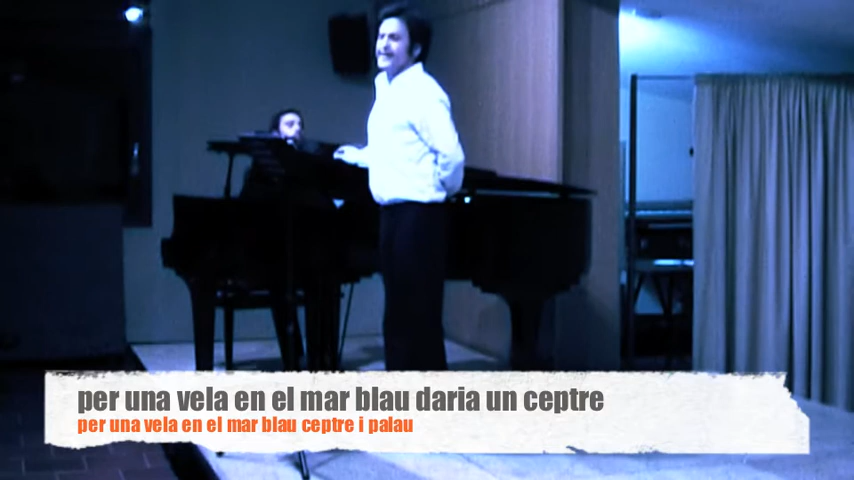 per una vela en el mar blau daria un ceptre
per una vela en el mar blau ceptre i palau